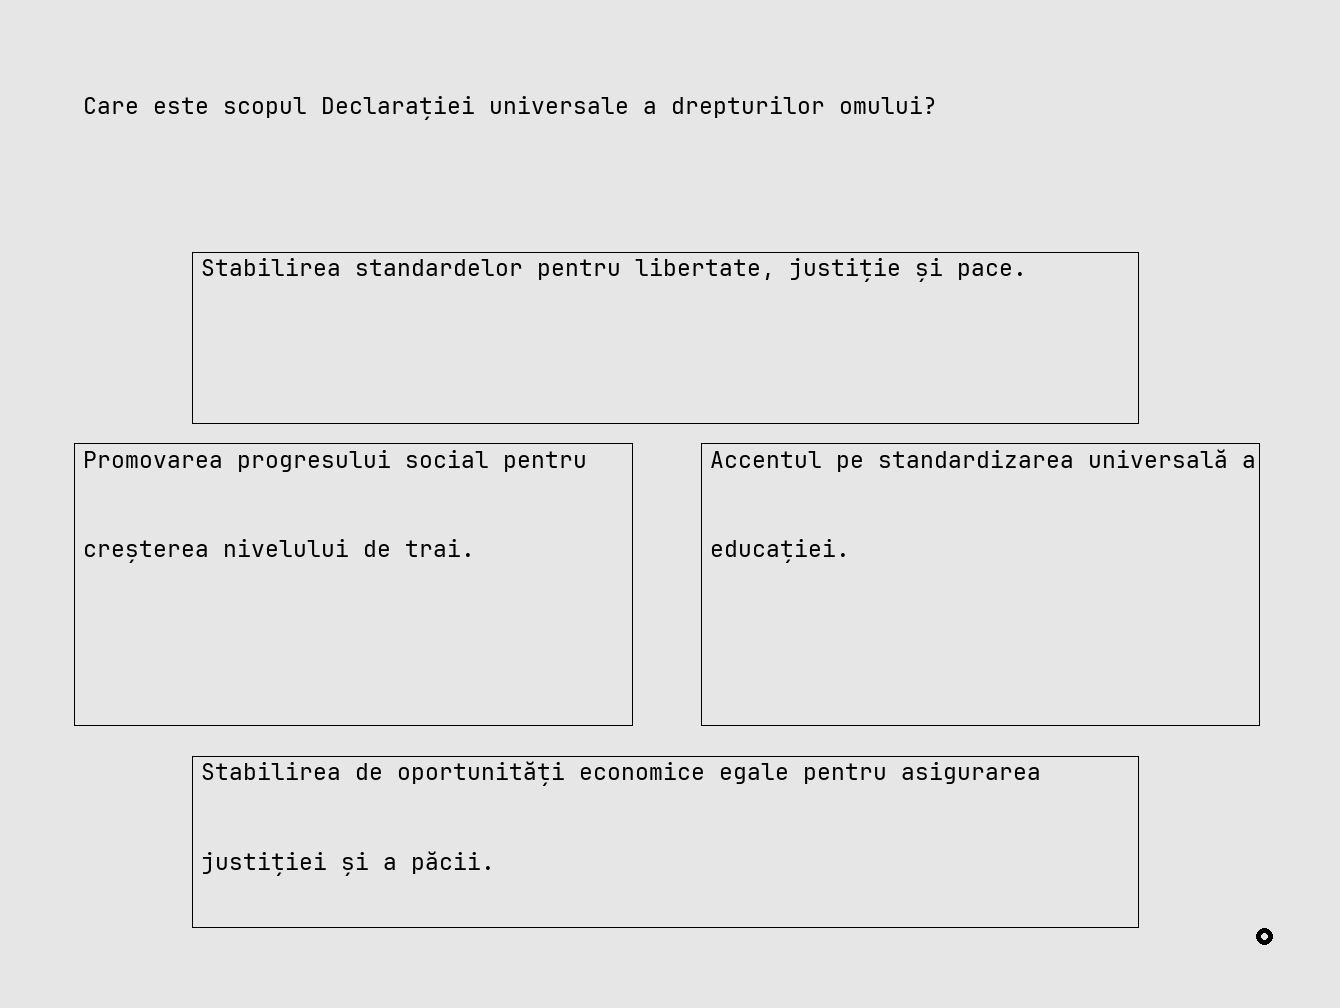 Care este scopul Declarației universale a drepturilor omului?
Stabilirea standardelor pentru libertate, justiție și pace.
Promovarea progresului social pentru
creșterea nivelului de trai.
Accentul pe standardizarea universală a
educației.
Stabilirea de oportunități economice egale pentru asigurarea
justiției și a păcii.